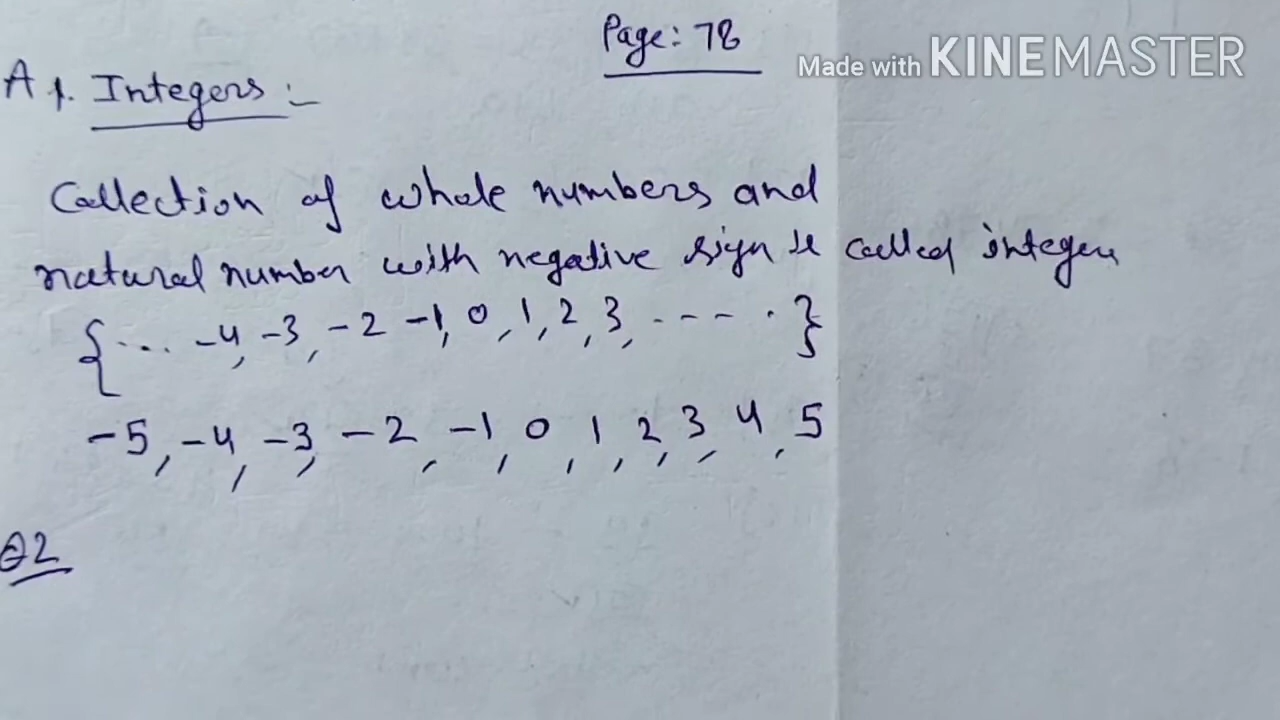 Page: 78
Made with KINEMASTER
A 1. Integers :-
Collection of whole numbers and
natural number with negative sign is called integers
{... -4, -3, -2 -1, 0, 1, 2, 3, ---- . }
-5, -4, -3, -2, -1, 0, 1, 2, 3, 4, 5
Q2